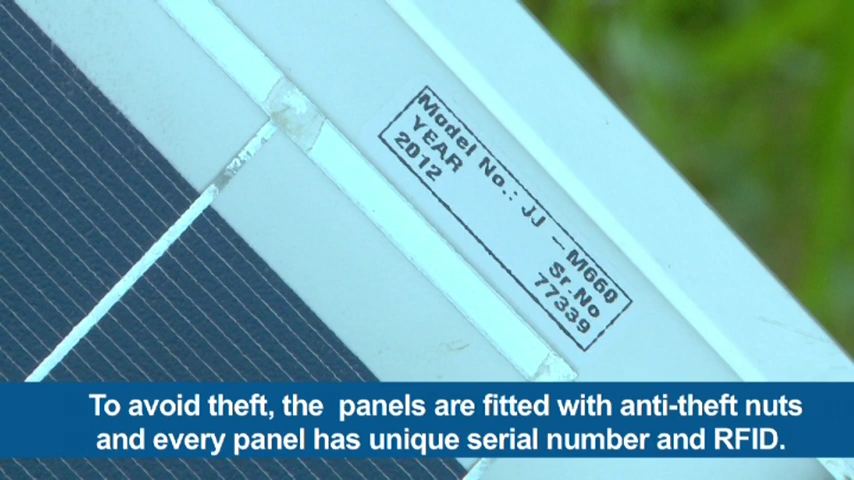 Model No.: JJ – M660
YEAR Sr.No
2012 77339
To avoid theft, the panels are fitted with anti-theft nuts
and every panel has unique serial number and RFID.